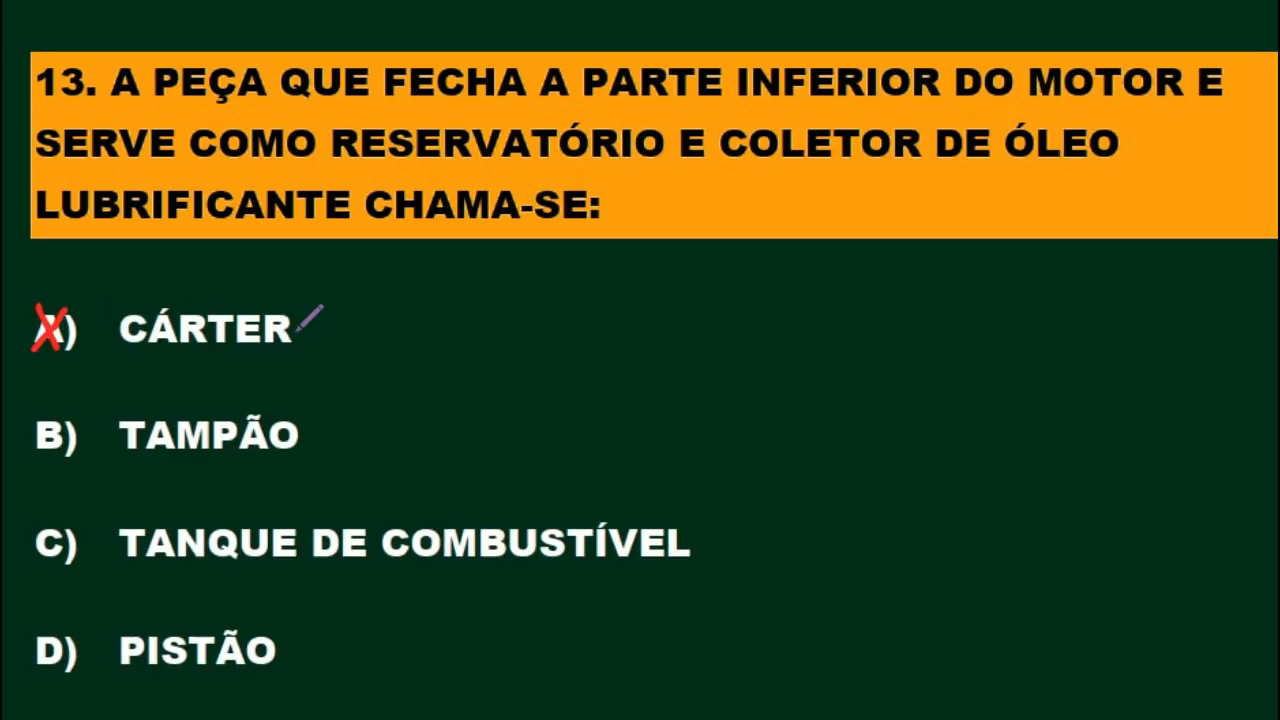 13. A PEÇA QUE FECHA A PARTE INFERIOR DO MOTOR E
SERVE COMO RESERVATÓRIO E COLETOR DE ÓLEO
LUBRIFICANTE CHAMA-SE:
A) CÁRTER
B) TAMPÃO
C) TANQUE DE COMBUSTÍVEL
D) PISTÃO